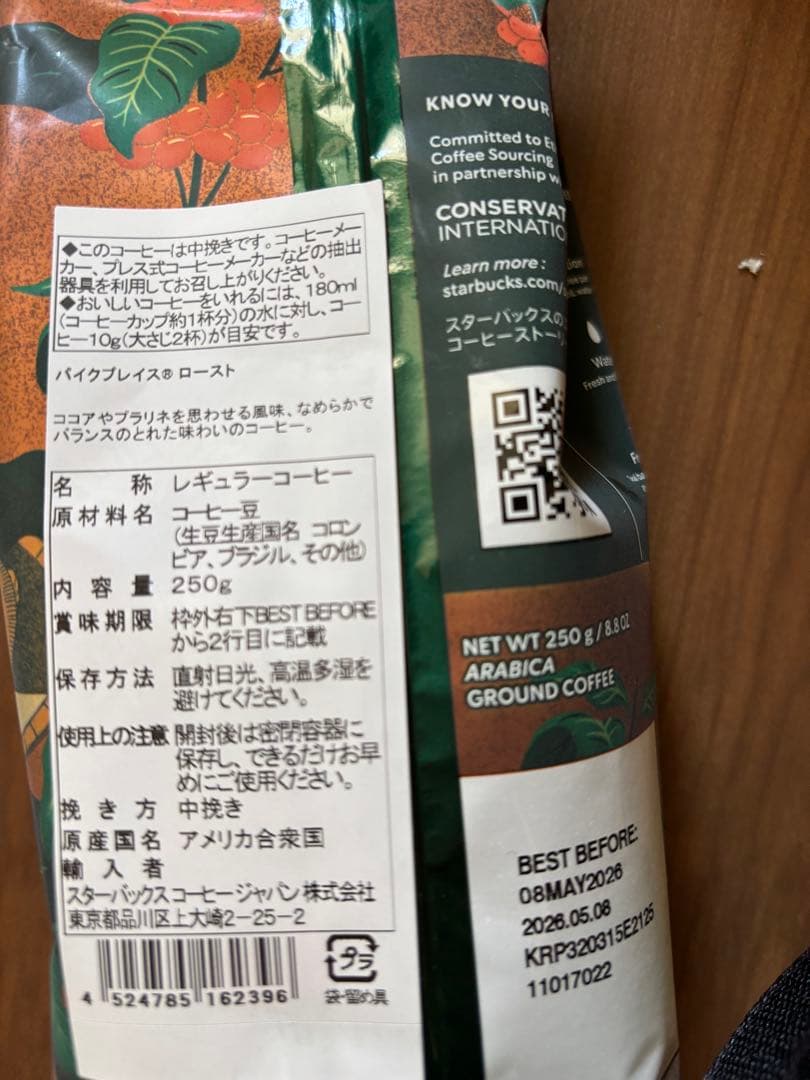 ◆このコーヒーは中挽きです。コーヒーメー
カー、プレス式コーヒーメーカーなどの抽出
器具を利用してお召し上がりください。
◆おいしいコーヒーをいれるには、180ml
(コーヒーカップ約1杯分)の水に対し、コー
ヒー10g(大さじ2杯)が目安です。
パイクプレイス® ロースト
ココアやプラリネを思わせる風味、なめらかで
バランスのとれた味わいのコーヒー。
名 称 レギュラーコーヒー
原材料名 コーヒー豆
(生豆生産国名 コロン
ビア、ブラジル、その他)
内容量 250g
賞味期限 枠外右下BEST BEFORE
から2行目に記載
保存方法 直射日光、高温多湿を
避けてください。
使用上の注意 開封後は密閉容器に
保存し、できるだけお早
めにご使用ください。
挽き方 中挽き
原産国名 アメリカ合衆国
輸入者
スターバックス コーヒー ジャパン 株式会社
東京都品川区上大崎2-25-2
4 524785 162396
プラ
袋・留め具
KNOW YOUR
Committed to
Coffee Sourcing
in partnership
CONSERVAT
INTERNATIO
Learn more :
starbucks.com/
スターバックスの
コーヒーストーリ
NET WT 250 g / 8.8 OZ
ARABICA
GROUND COFFEE
BEST BEFORE:
08MAY2026
2026.05.08
KRP320315E2125
11017022